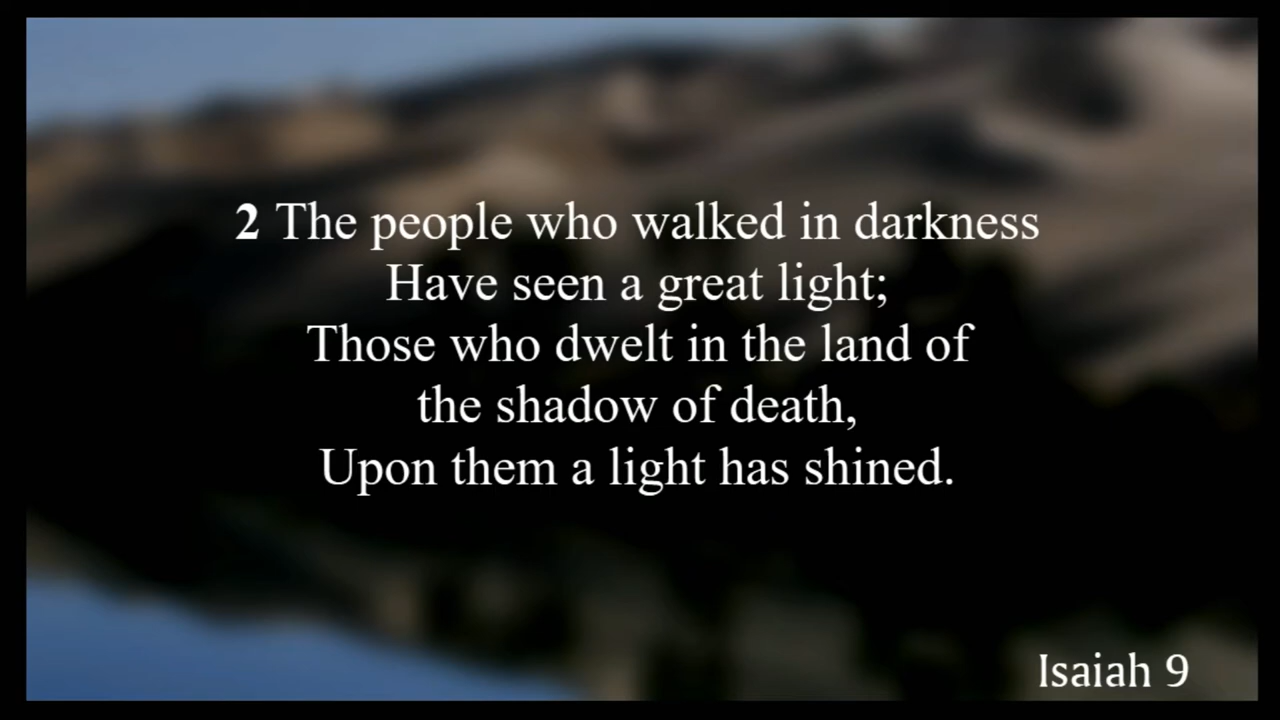 2 The people who walked in darkness
Have seen a great light;
Those who dwelt in the land of
the shadow of death,
Upon them a light has shined.
Isaiah 9